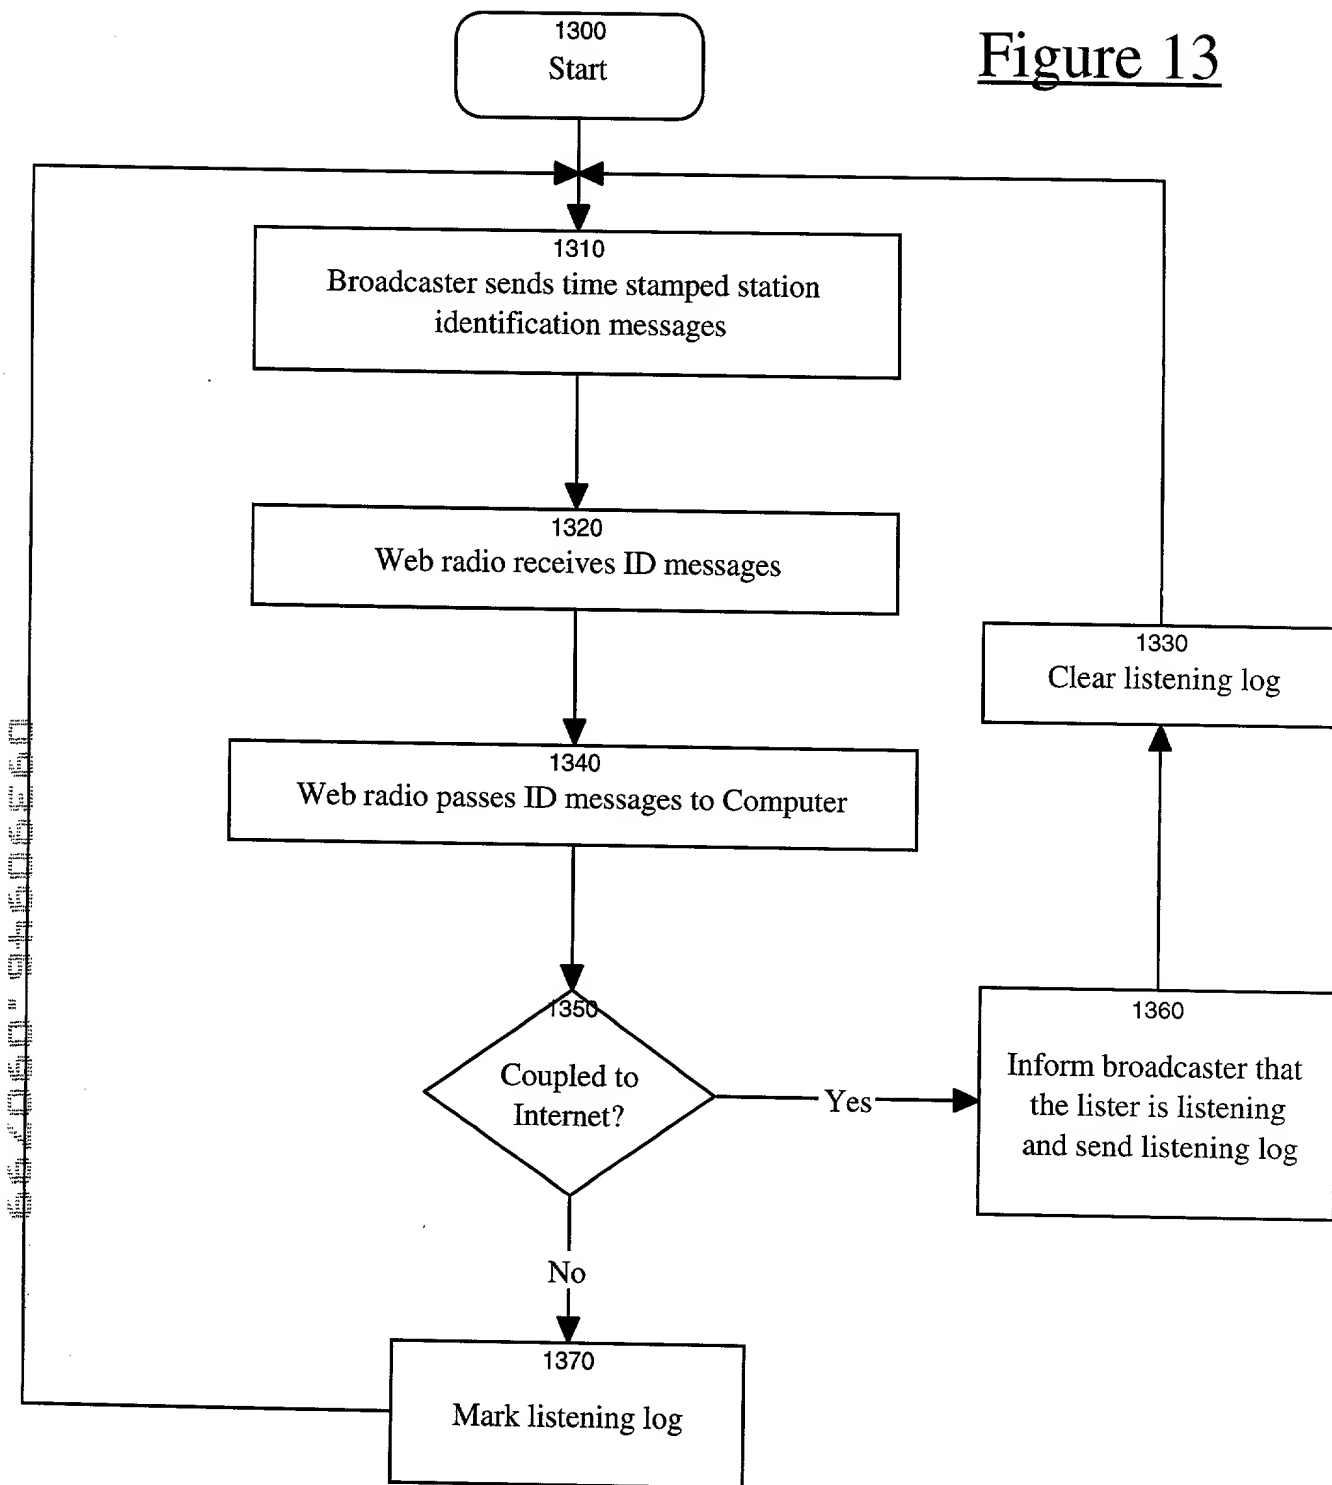 Figure 13
1300
Start
1310
Broadcaster sends time stamped station
identification messages
1320
Web radio receives ID messages
1330
Clear listening log
1340
Web radio passes ID messages to Computer
1350
Coupled to
Internet?
Yes
1360
Inform broadcaster that
the lister is listening
and send listening log
No
1370
Mark listening log